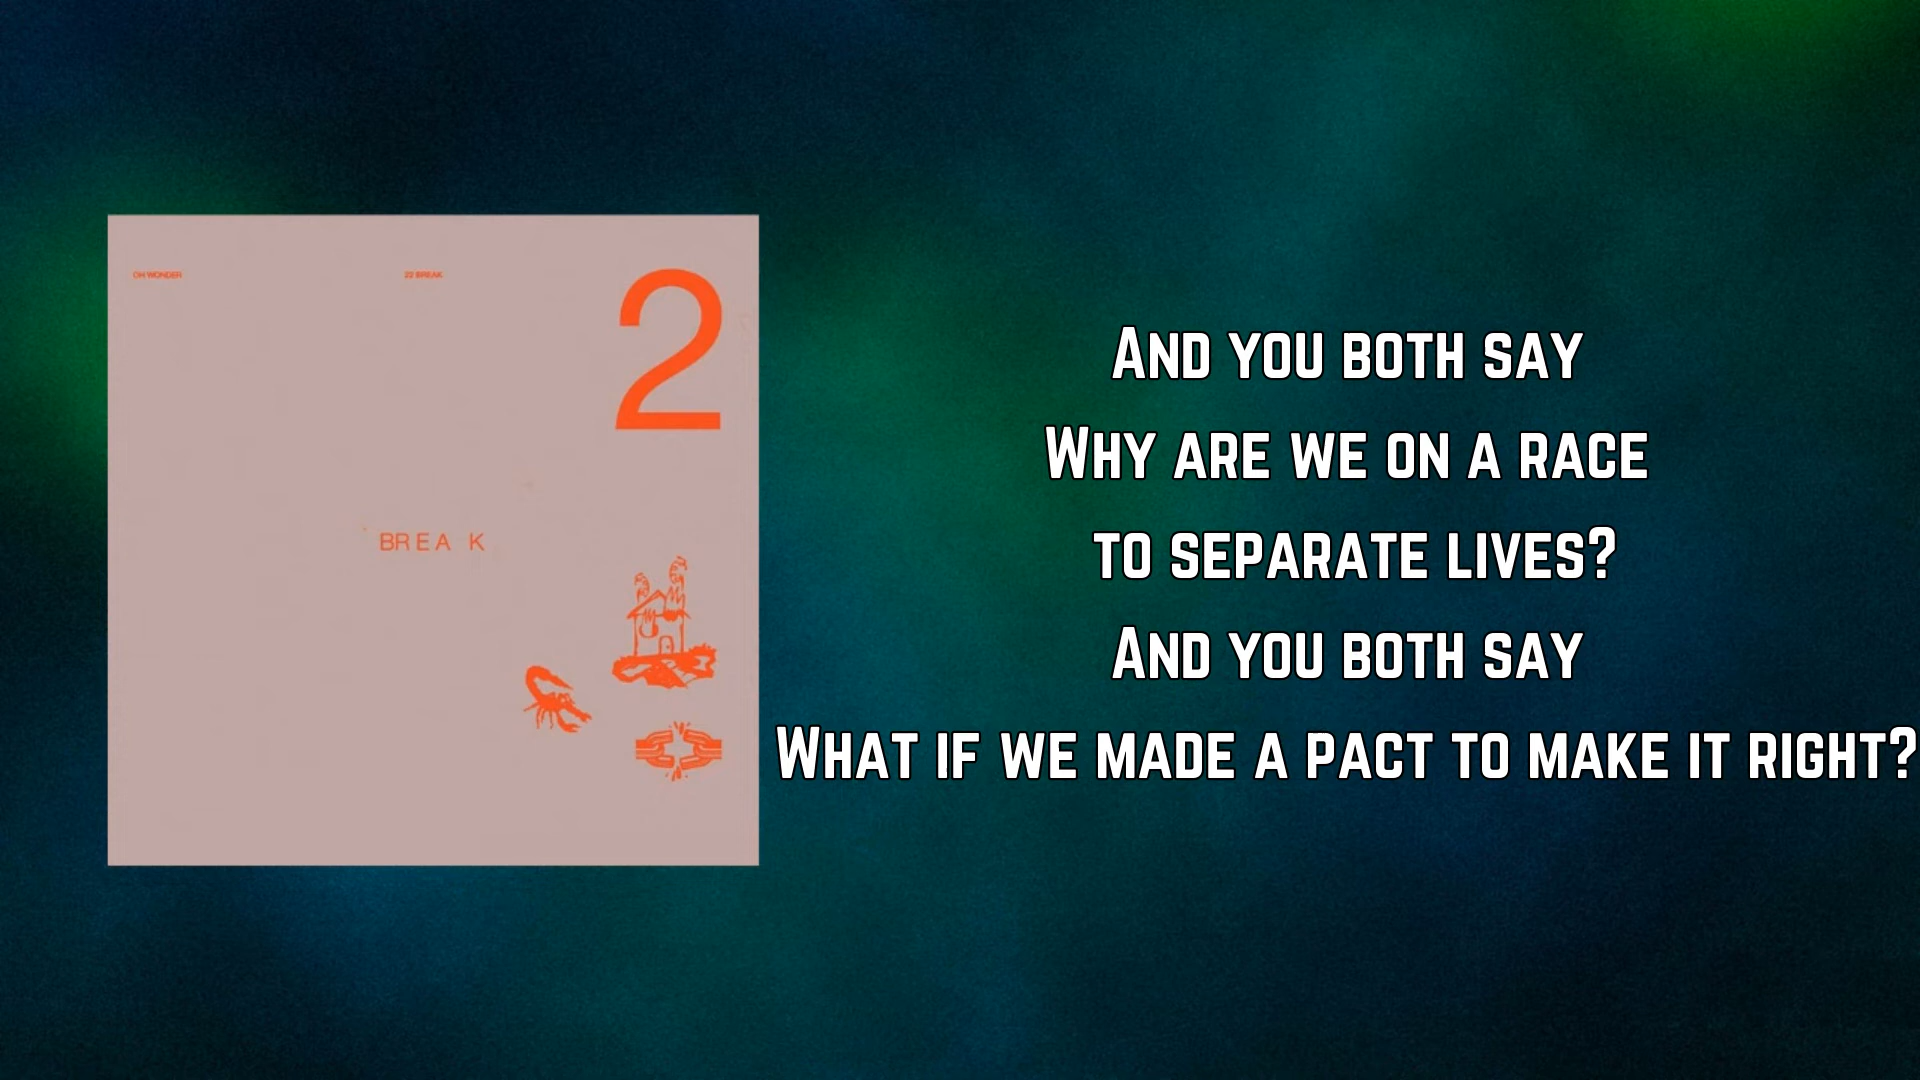 OH WONDER
22 BREAK
2
BREA K
And you both say
Why are we on a race
to separate lives?
And you both say
What if we made a pact to make it right?